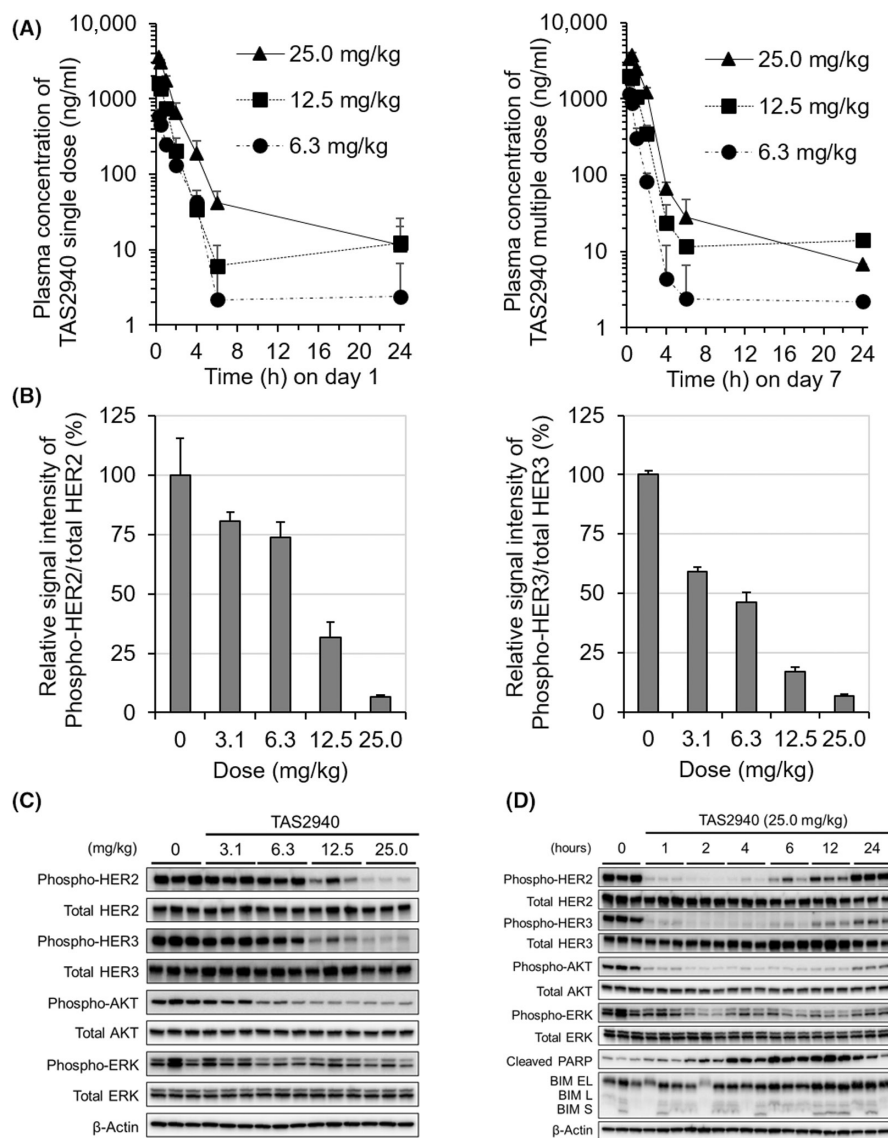 (A)
10,000
1000
100
10
1
Plasma concentration of
TAS2940 single dose (ng/ml)
25.0 mg/kg
12.5 mg/kg
6.3 mg/kg
0 4 8 12 16 20 24
Time (h) on day 1
10,000
1000
100
10
1
Plasma concentration of
TAS2940 multiple dose (ng/ml)
25.0 mg/kg
12.5 mg/kg
6.3 mg/kg
0 4 8 12 16 20 24
Time (h) on day 7
(B)
125
100
75
50
25
0
Relative signal intensity of
Phospho-HER2/total HER2 (%)
0 3.1 6.3 12.5 25.0
Dose (mg/kg)
125
100
75
50
25
0
Relative signal intensity of
Phospho-HER3/total HER3 (%)
0 3.1 6.3 12.5 25.0
Dose (mg/kg)
(C)
TAS2940
(mg/kg) 0 3.1 6.3 12.5 25.0
Phospho-HER2
Total HER2
Phospho-HER3
Total HER3
Phospho-AKT
Total AKT
Phospho-ERK
Total ERK
β-Actin
(D)
TAS2940 (25.0 mg/kg)
(hours) 0 1 2 4 6 12 24
Phospho-HER2
Total HER2
Phospho-HER3
Total HER3
Phospho-AKT
Total AKT
Phospho-ERK
Total ERK
Cleaved PARP
BIM EL
BIM L
BIM S
β-Actin